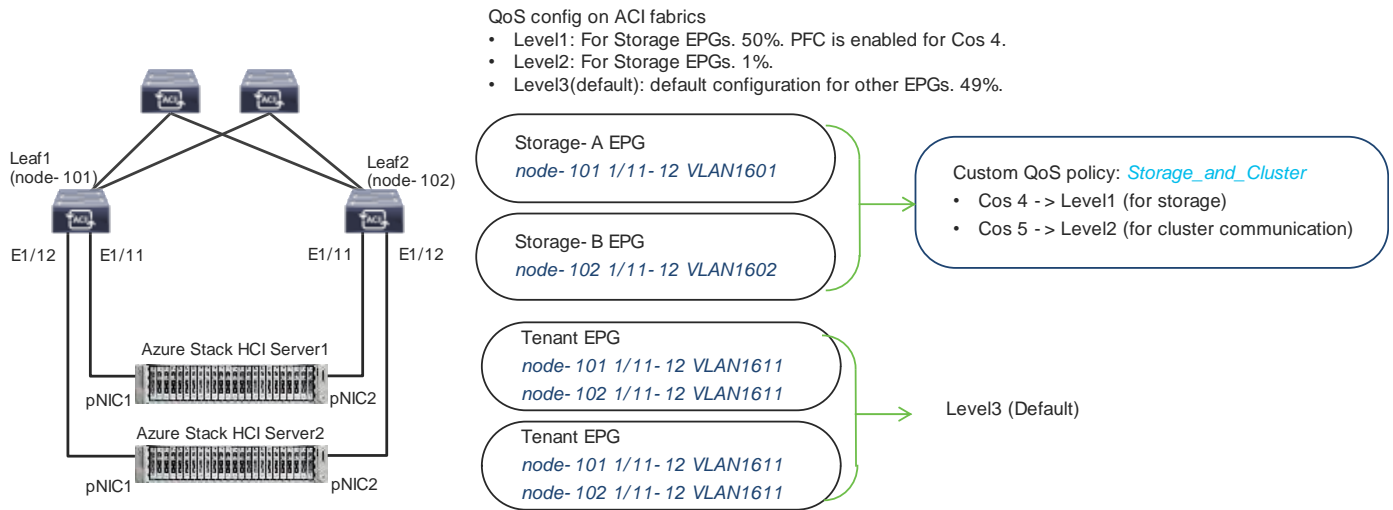 QoS config on ACI fabrics
• Level1: For Storage EPGs. 50%. PFC is enabled for Cos 4.
• Level2: For Storage EPGs. 1%.
• Level3(default): default configuration for other EPGs. 49%.
ACI
ACI
Leaf1
(node- 101)
Leaf2
(node- 102)
ACI
ACI
E1/12
E1/11
E1/11
E1/12
Azure Stack HCI Server1
pNIC1
pNIC2
Azure Stack HCI Server2
pNIC1
pNIC2
Storage- A EPG
node- 101 1/11- 12 VLAN1601
Storage- B EPG
node- 102 1/11- 12 VLAN1602
Custom QoS policy: Storage_and_Cluster
• Cos 4 - > Level1 (for storage)
• Cos 5 - > Level2 (for cluster communication)
Tenant EPG
node- 101 1/11- 12 VLAN1611
node- 102 1/11- 12 VLAN1611
Tenant EPG
node- 101 1/11- 12 VLAN1611
node- 102 1/11- 12 VLAN1611
Level3 (Default)